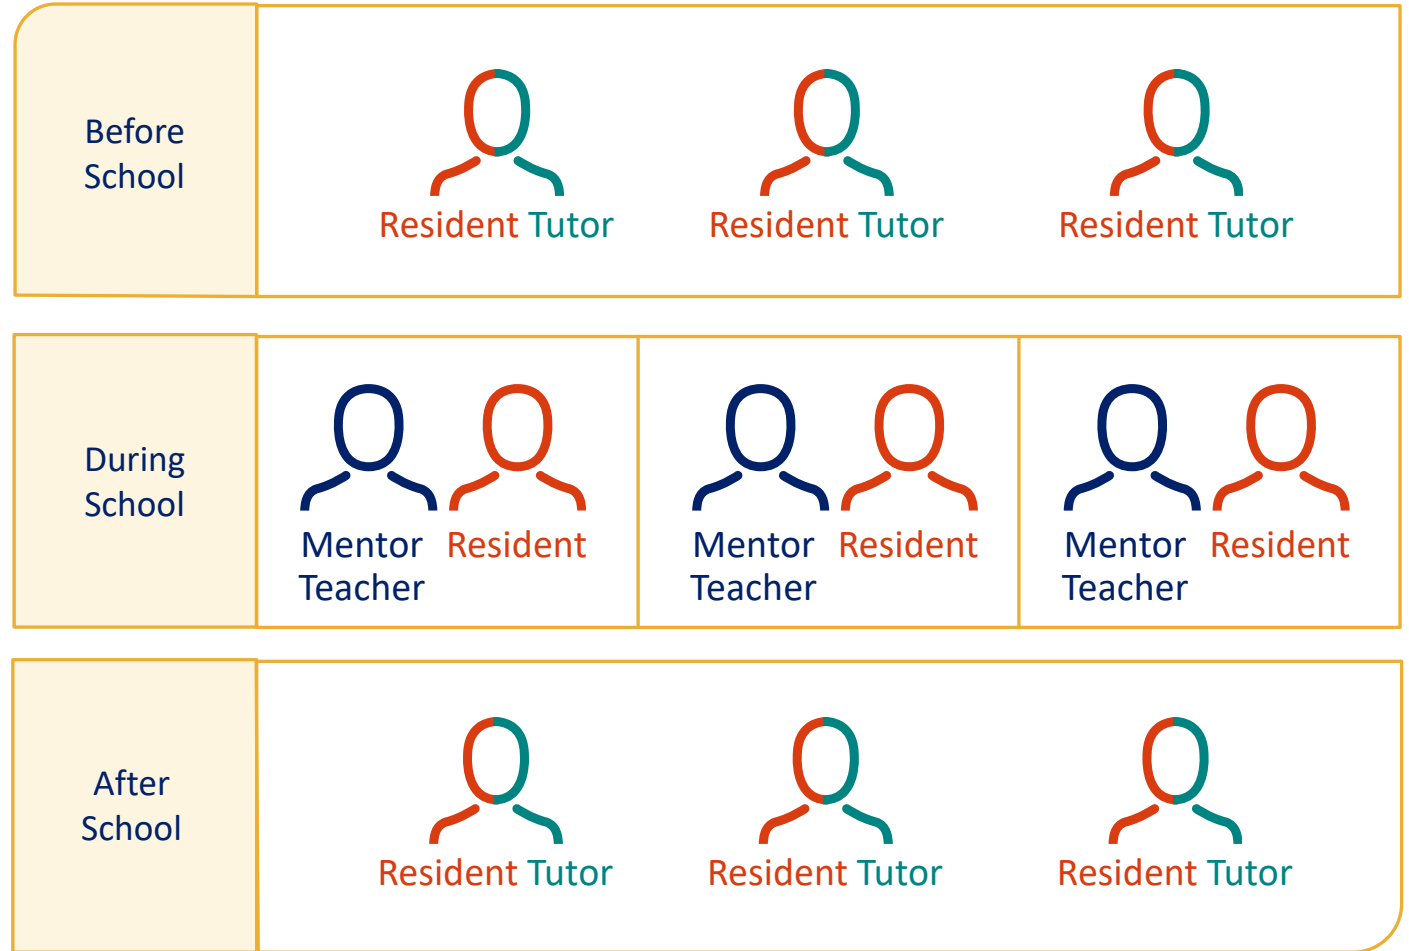 Before
School
Resident Tutor
Resident Tutor
Resident Tutor
During
School
Mentor
Teacher
Resident
Mentor
Teacher
Resident
Mentor
Teacher
Resident
After
School
Resident Tutor
Resident Tutor
Resident Tutor